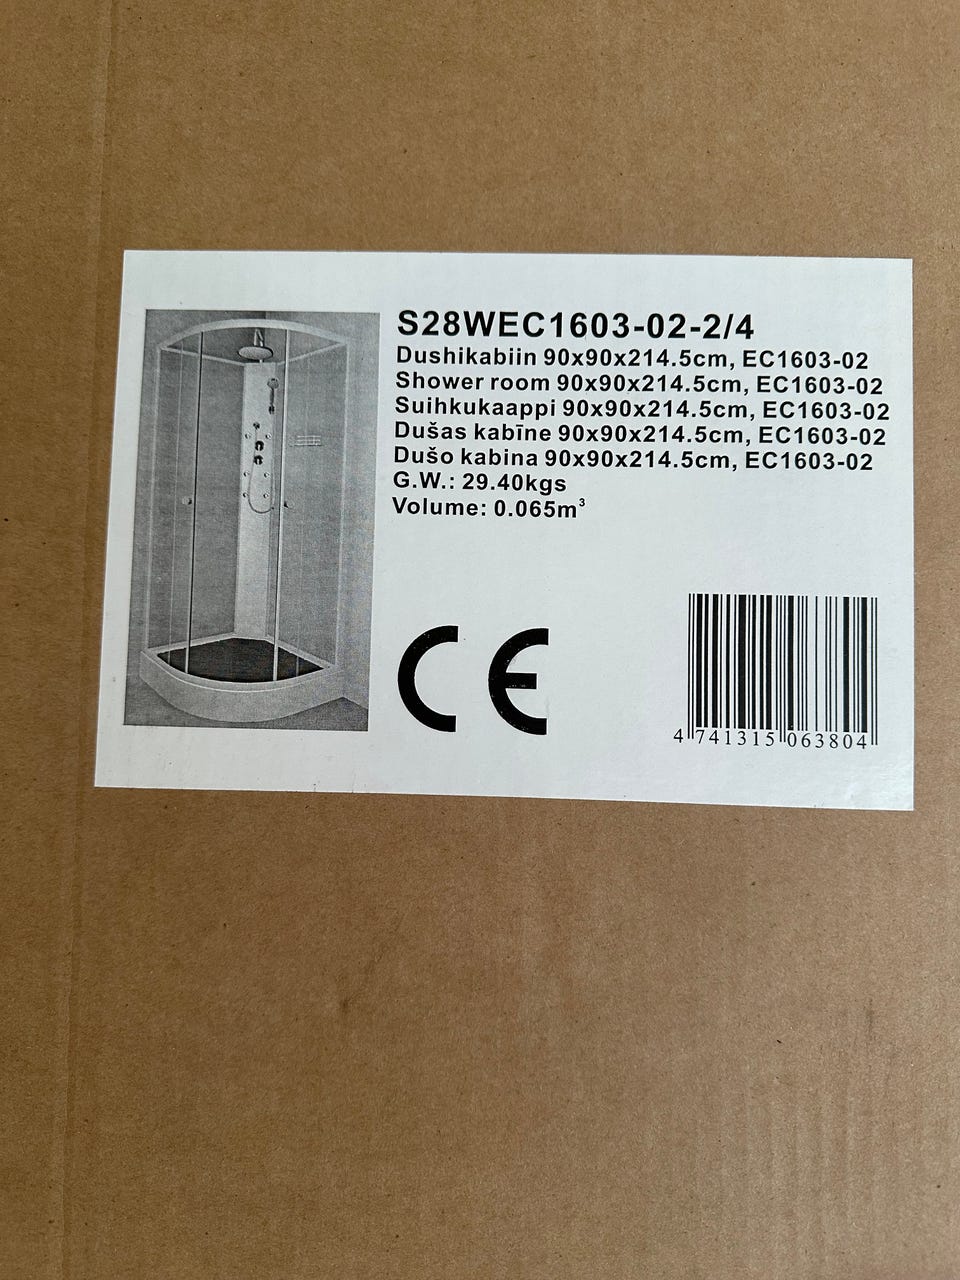 S28WEC1603-02-2/4
Dushikabiin 90x90x214.5cm, EC1603-02
Shower room 90x90x214.5cm, EC1603-02
Suihkukaappi 90x90x214.5cm, EC1603-02
Dušas kabīne 90x90x214.5cm, EC1603-02
Dušo kabina 90x90x214.5cm, EC1603-02
G.W.: 29.40kgs
Volume: 0.065m³
CE
4 741315 063804